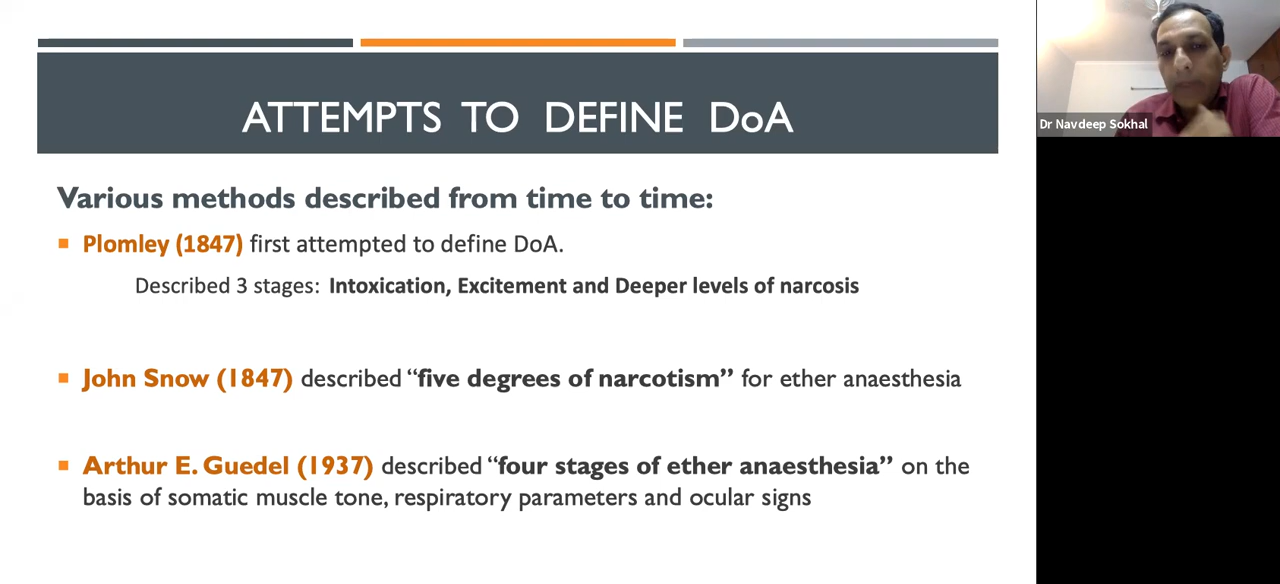 ATTEMPTS TO DEFINE DoA
Various methods described from time to time:
Plomley (1847) first attempted to define DoA.
Described 3 stages: Intoxication, Excitement and Deeper levels of narcosis
John Snow (1847) described “five degrees of narcotism” for ether anaesthesia
Arthur E. Guedel (1937) described “four stages of ether anaesthesia” on the
basis of somatic muscle tone, respiratory parameters and ocular signs
Dr Navdeep Sokhal